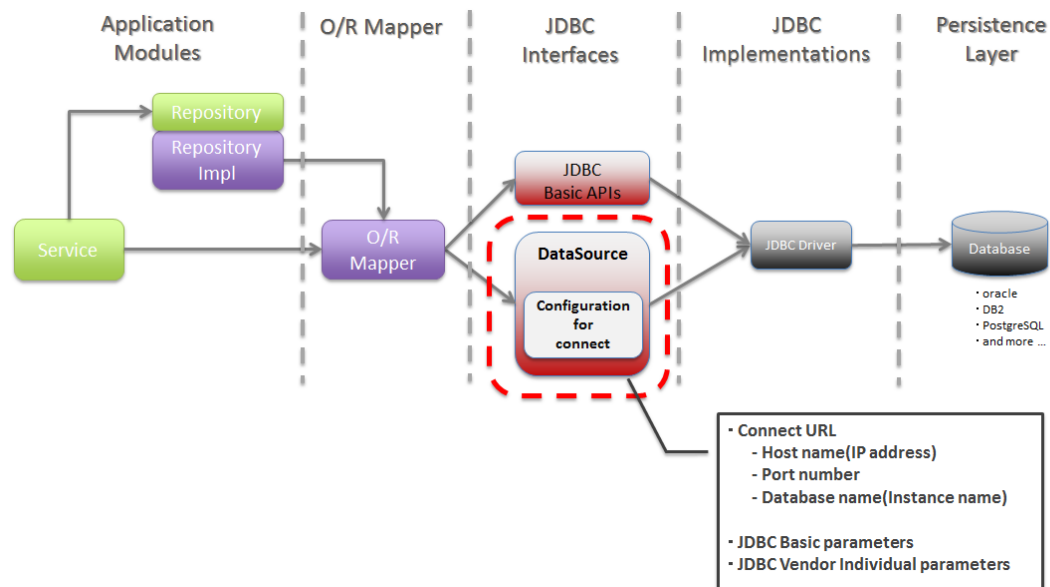 Application
Modules
O/R Mapper
JDBC
Interfaces
JDBC
Implementations
Persistence
Layer
Repository
Repository
Impl
Service
O/R
Mapper
JDBC
Basic APIs
DataSource
Configuration
for
connect
JDBC Driver
Database
・oracle
・DB2
・PostgreSQL
・and more ...
・Connect URL
- Host name(IP address)
- Port number
- Database name(Instance name)
・JDBC Basic parameters
・JDBC Vendor Individual parameters